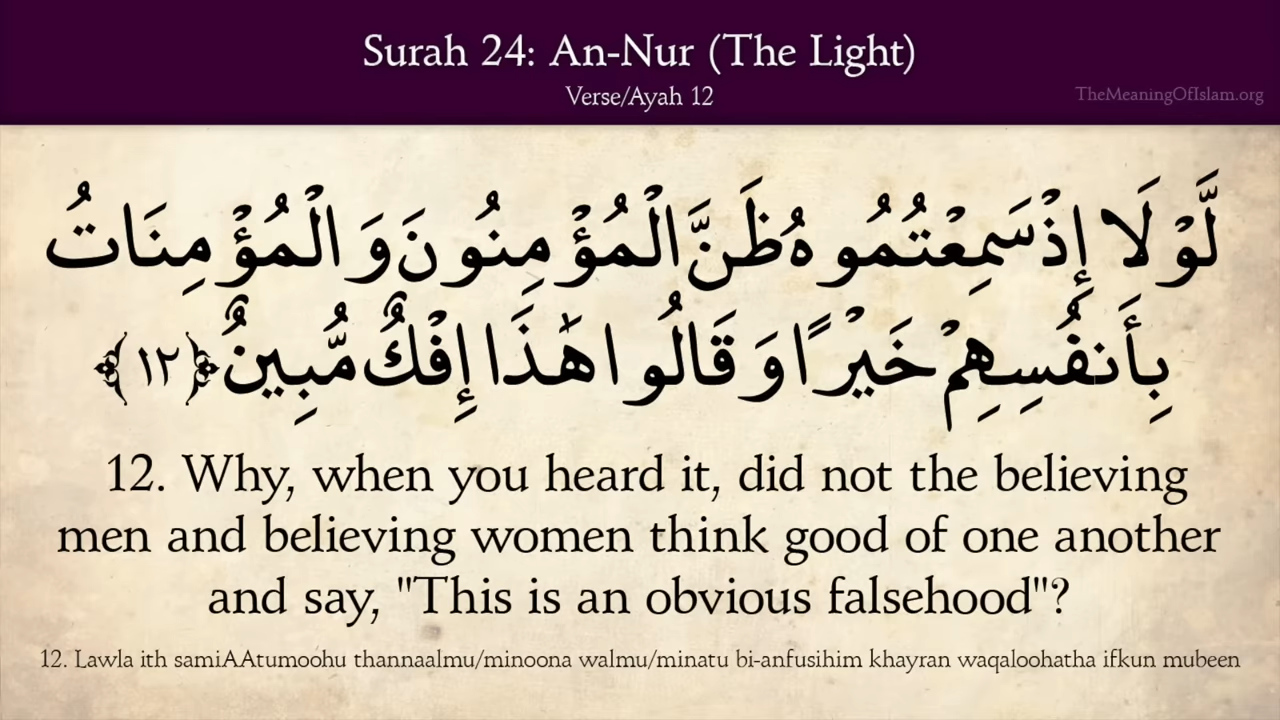 Surah 24: An-Nur (The Light)
Verse/Ayah 12
TheMeaningOfIslam.org
لَّوْلَا إِذْ سَمِعْتُمُوهُ ظَنَّ الْمُؤْمِنُونَ وَالْمُؤْمِنَاتُ
بِأَنفُسِهِمْ خَيْرًا وَقَالُوا هَٰذَا إِفْكٌ مُّبِينٌ ﴿١٢﴾
12. Why, when you heard it, did not the believing
men and believing women think good of one another
and say, "This is an obvious falsehood"?
12. Lawla ith samiAAtumoohu thannaalmu/minoona walmu/minatu bi-anfusihim khayran waqaloohatha ifkun mubeen